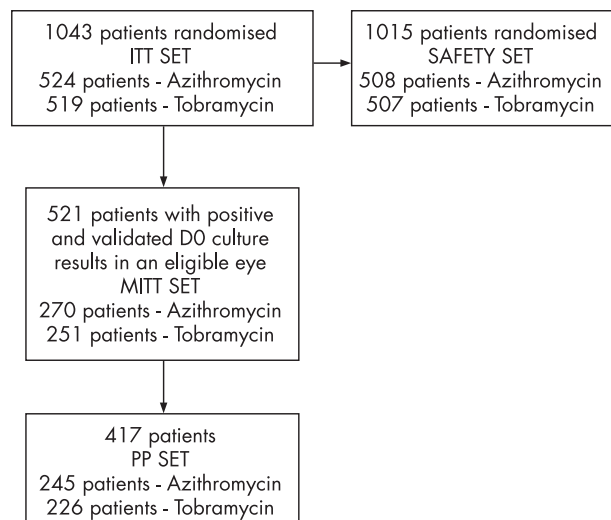 1043 patients randomised
ITT SET
524 patients - Azithromycin
519 patients - Tobramycin
1015 patients randomised
SAFETY SET
508 patients - Azithromycin
507 patients - Tobramycin
521 patients with positive
and validated D0 culture
results in an eligible eye
MITT SET
270 patients - Azithromycin
251 patients - Tobramycin
417 patients
PP SET
245 patients - Azithromycin
226 patients - Tobramycin